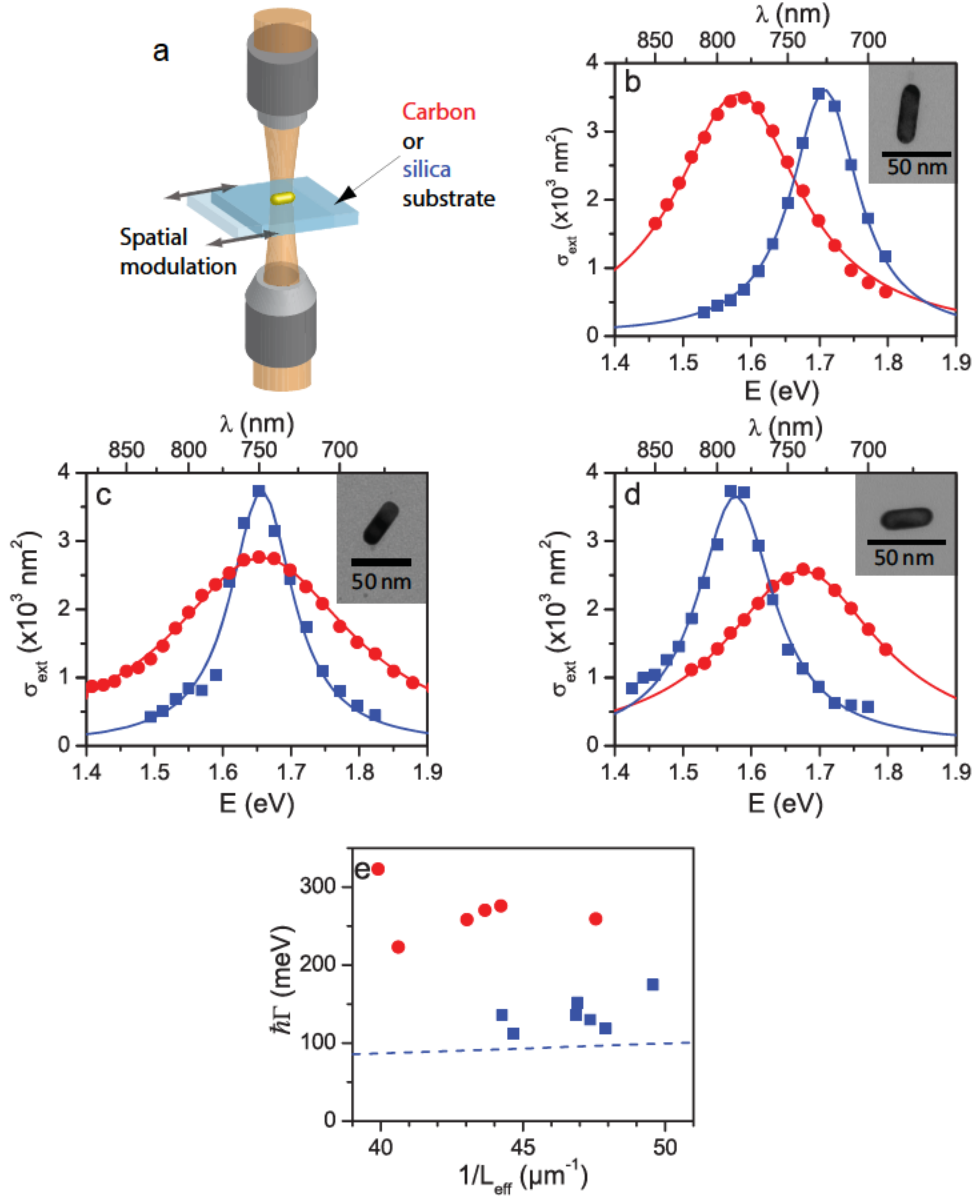 a
Carbon
or
silica
substrate
Spatial
modulation
λ (nm)
850 800 750 700
b
50 nm
σext (x10³ nm²)
4
3
2
1
0
1.4 1.5 1.6 1.7 1.8 1.9
E (eV)
λ (nm)
850 800 750 700
c
50 nm
σext (x10³ nm²)
4
3
2
1
0
1.4 1.5 1.6 1.7 1.8 1.9
E (eV)
λ (nm)
850 800 750 700
d
50 nm
σext (x10³ nm²)
4
3
2
1
0
1.4 1.5 1.6 1.7 1.8 1.9
E (eV)
e
ℏΓ (meV)
300
200
100
0
40 45 50
1/Leff (μm⁻¹)